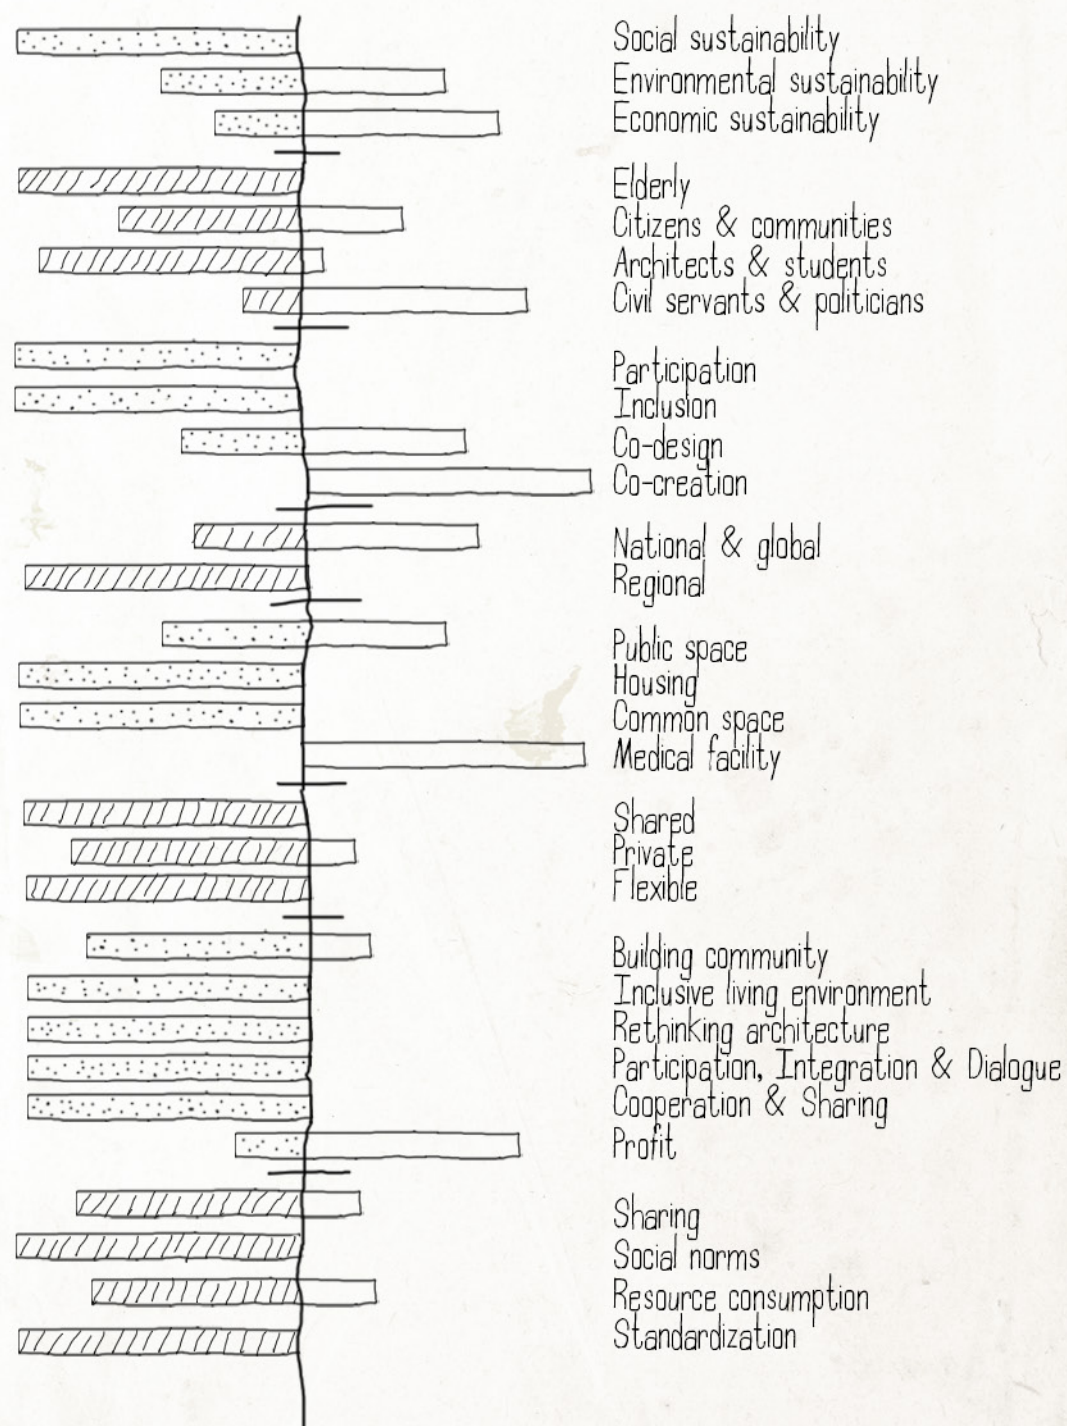 Social sustainability
Environmental sustainability
Economic sustainability
Elderly
Citizens & communities
Architects & students
Civil servants & politicians
Participation
Inclusion
Co-design
Co-creation
National & global
Regional
Public space
Housing
Common space
Medical facility
Shared
Private
Flexible
Building community
Inclusive living environment
Rethinking architecture
Participation, Integration & Dialogue
Cooperation & Sharing
Profit
Sharing
Social norms
Resource consumption
Standardization